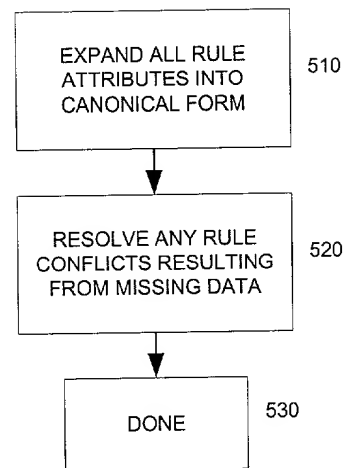 EXPAND ALL RULE
ATTRIBUTES INTO
CANONICAL FORM
510
RESOLVE ANY RULE
CONFLICTS RESULTING
FROM MISSING DATA
520
DONE
530